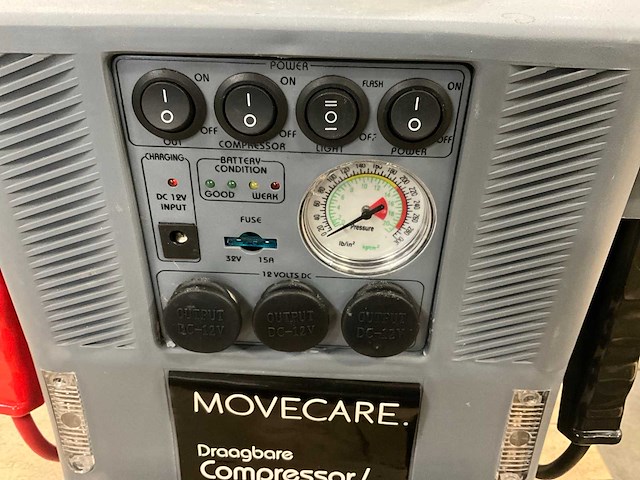 POWER
ON ON FLASH ON
OUT OFF COMPRESSOR OFF LIGHT POWER OFF
CHARGING
BATTERY CONDITION
GOOD WERK
DC 12V
INPUT
FUSE
32V 15A
Pressure
lb/in²
kg/cm²
12 VOLTS DC
OUTPUT
DC-12V
OUTPUT
DC-12V
OUTPUT
DC-12V
MOVECARE.
Draagbare
Compressor/